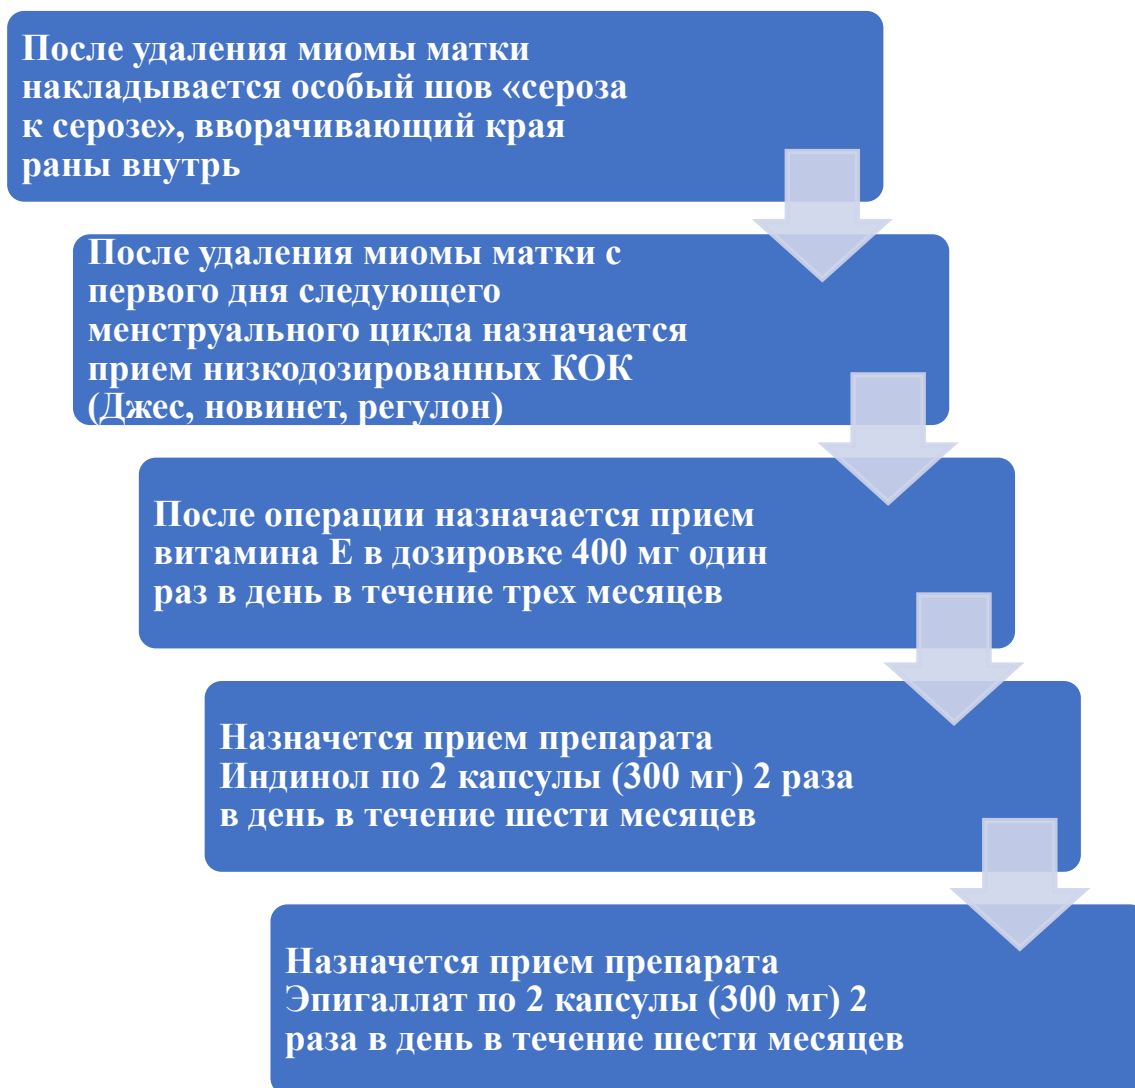 После удаления миомы матки
накладывается особый шов «сероза
к серозе», вворачивающий края
раны внутрь
После удаления миомы матки с
первого дня следующего
менструального цикла назначается
прием низкодозированных КОК
(Джес, новинет, регулон)
После операции назначается прием
витамина Е в дозировке 400 мг один
раз в день в течение трех месяцев
Назначется прием препарата
Индинол по 2 капсулы (300 мг) 2 раза
в день в течение шести месяцев
Назначется прием препарата
Эпигаллат по 2 капсулы (300 мг) 2
раза в день в течение шести месяцев